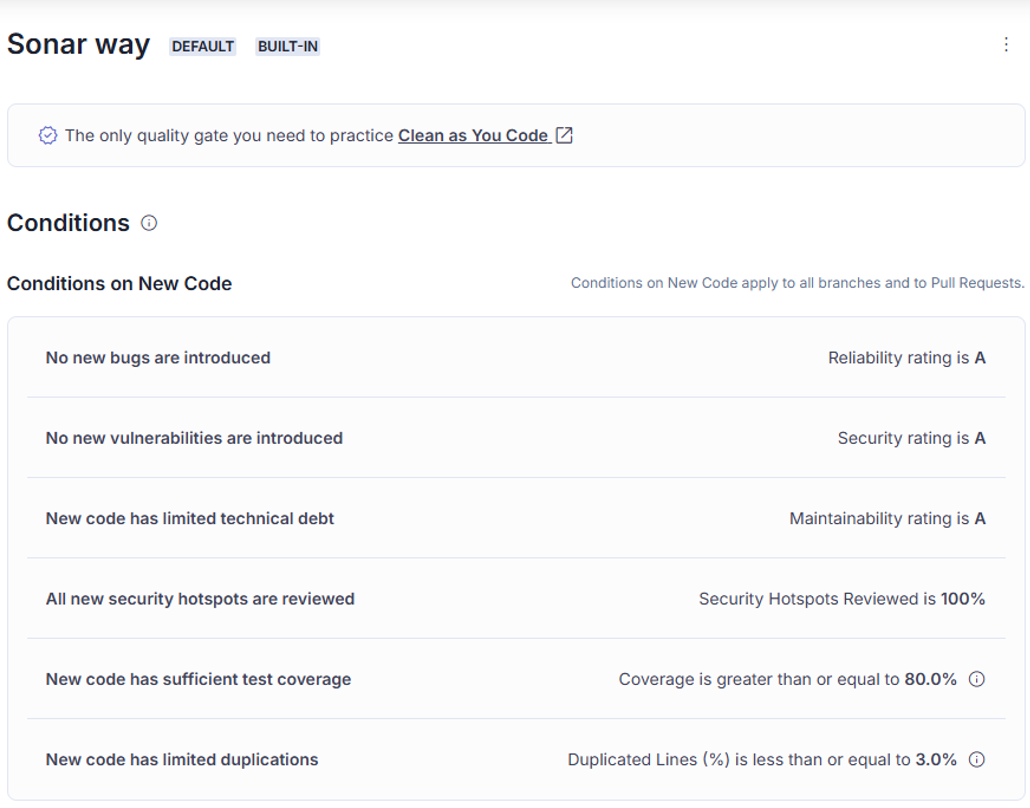 Sonar way DEFAULT BUILT-IN
The only quality gate you need to practice Clean as You Code
Conditions
Conditions on New Code Conditions on New Code apply to all branches and to Pull Requests.
No new bugs are introduced Reliability rating is A
No new vulnerabilities are introduced Security rating is A
New code has limited technical debt Maintainability rating is A
All new security hotspots are reviewed Security Hotspots Reviewed is 100%
New code has sufficient test coverage Coverage is greater than or equal to 80.0%
New code has limited duplications Duplicated Lines (%) is less than or equal to 3.0%